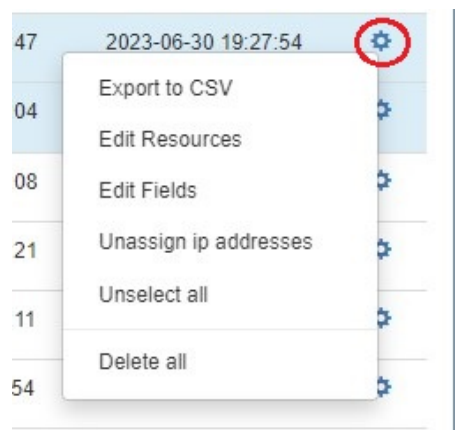 47 2023-06-30 19:27:54
Export to CSV
04
Edit Resources
08
Edit Fields
21
Unassign ip addresses
Unselect all
11
Delete all
54